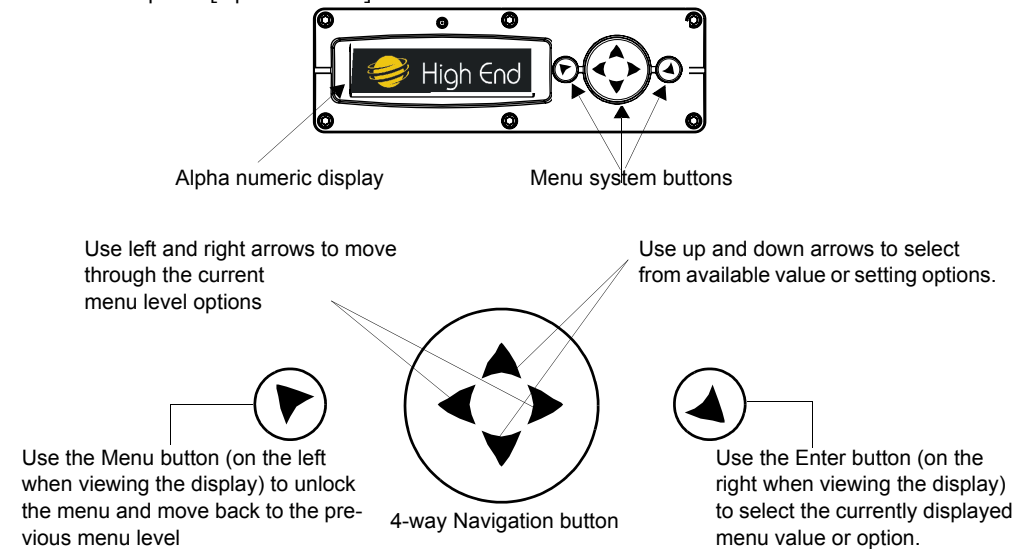 High End
Alpha numeric display
Menu system buttons
Use left and right arrows to move
through the current
menu level options
Use up and down arrows to select
from available value or setting options.
Use the Menu button (on the left
when viewing the display) to unlock
the menu and move back to the pre-
vious menu level
4-way Navigation button
Use the Enter button (on the
right when viewing the display)
to select the currently displayed
menu value or option.